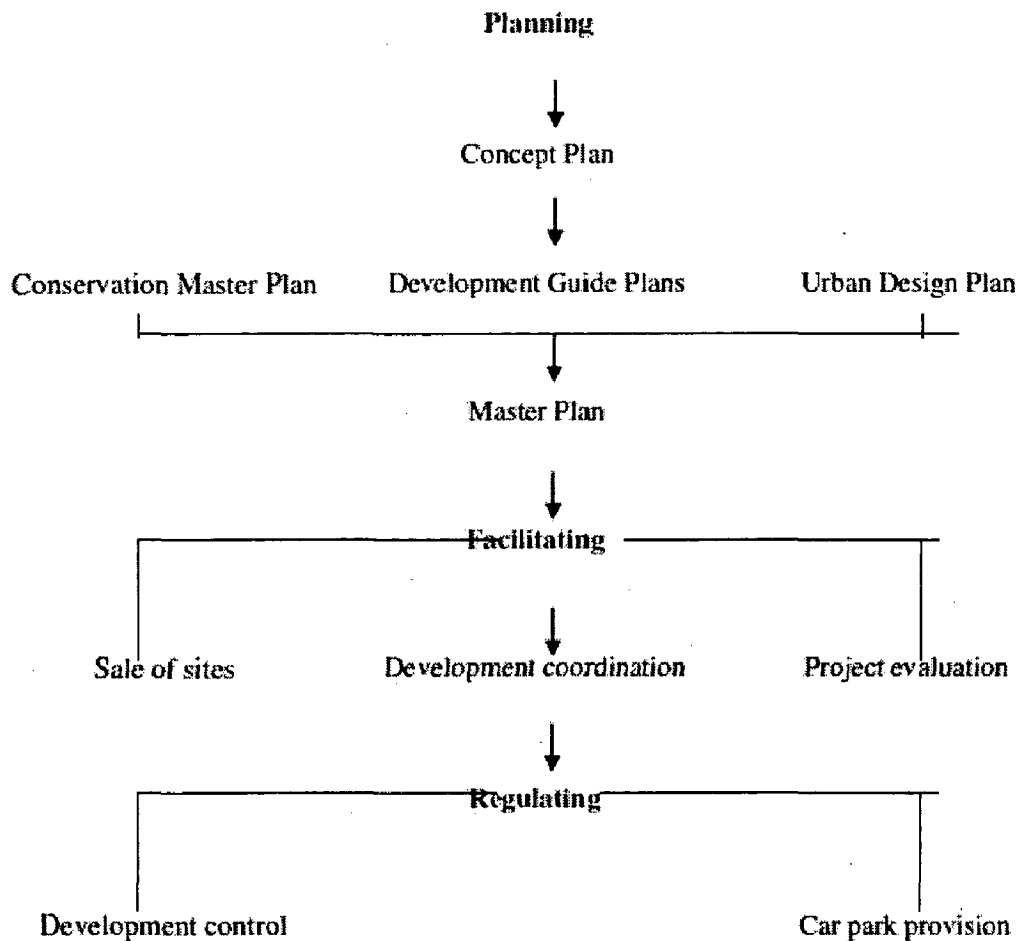 Planning
Concept Plan
Conservation Master Plan Development Guide Plans Urban Design Plan
Master Plan
Facilitating
Sale of sites Development coordination Project evaluation
Regulating
Development control Car park provision